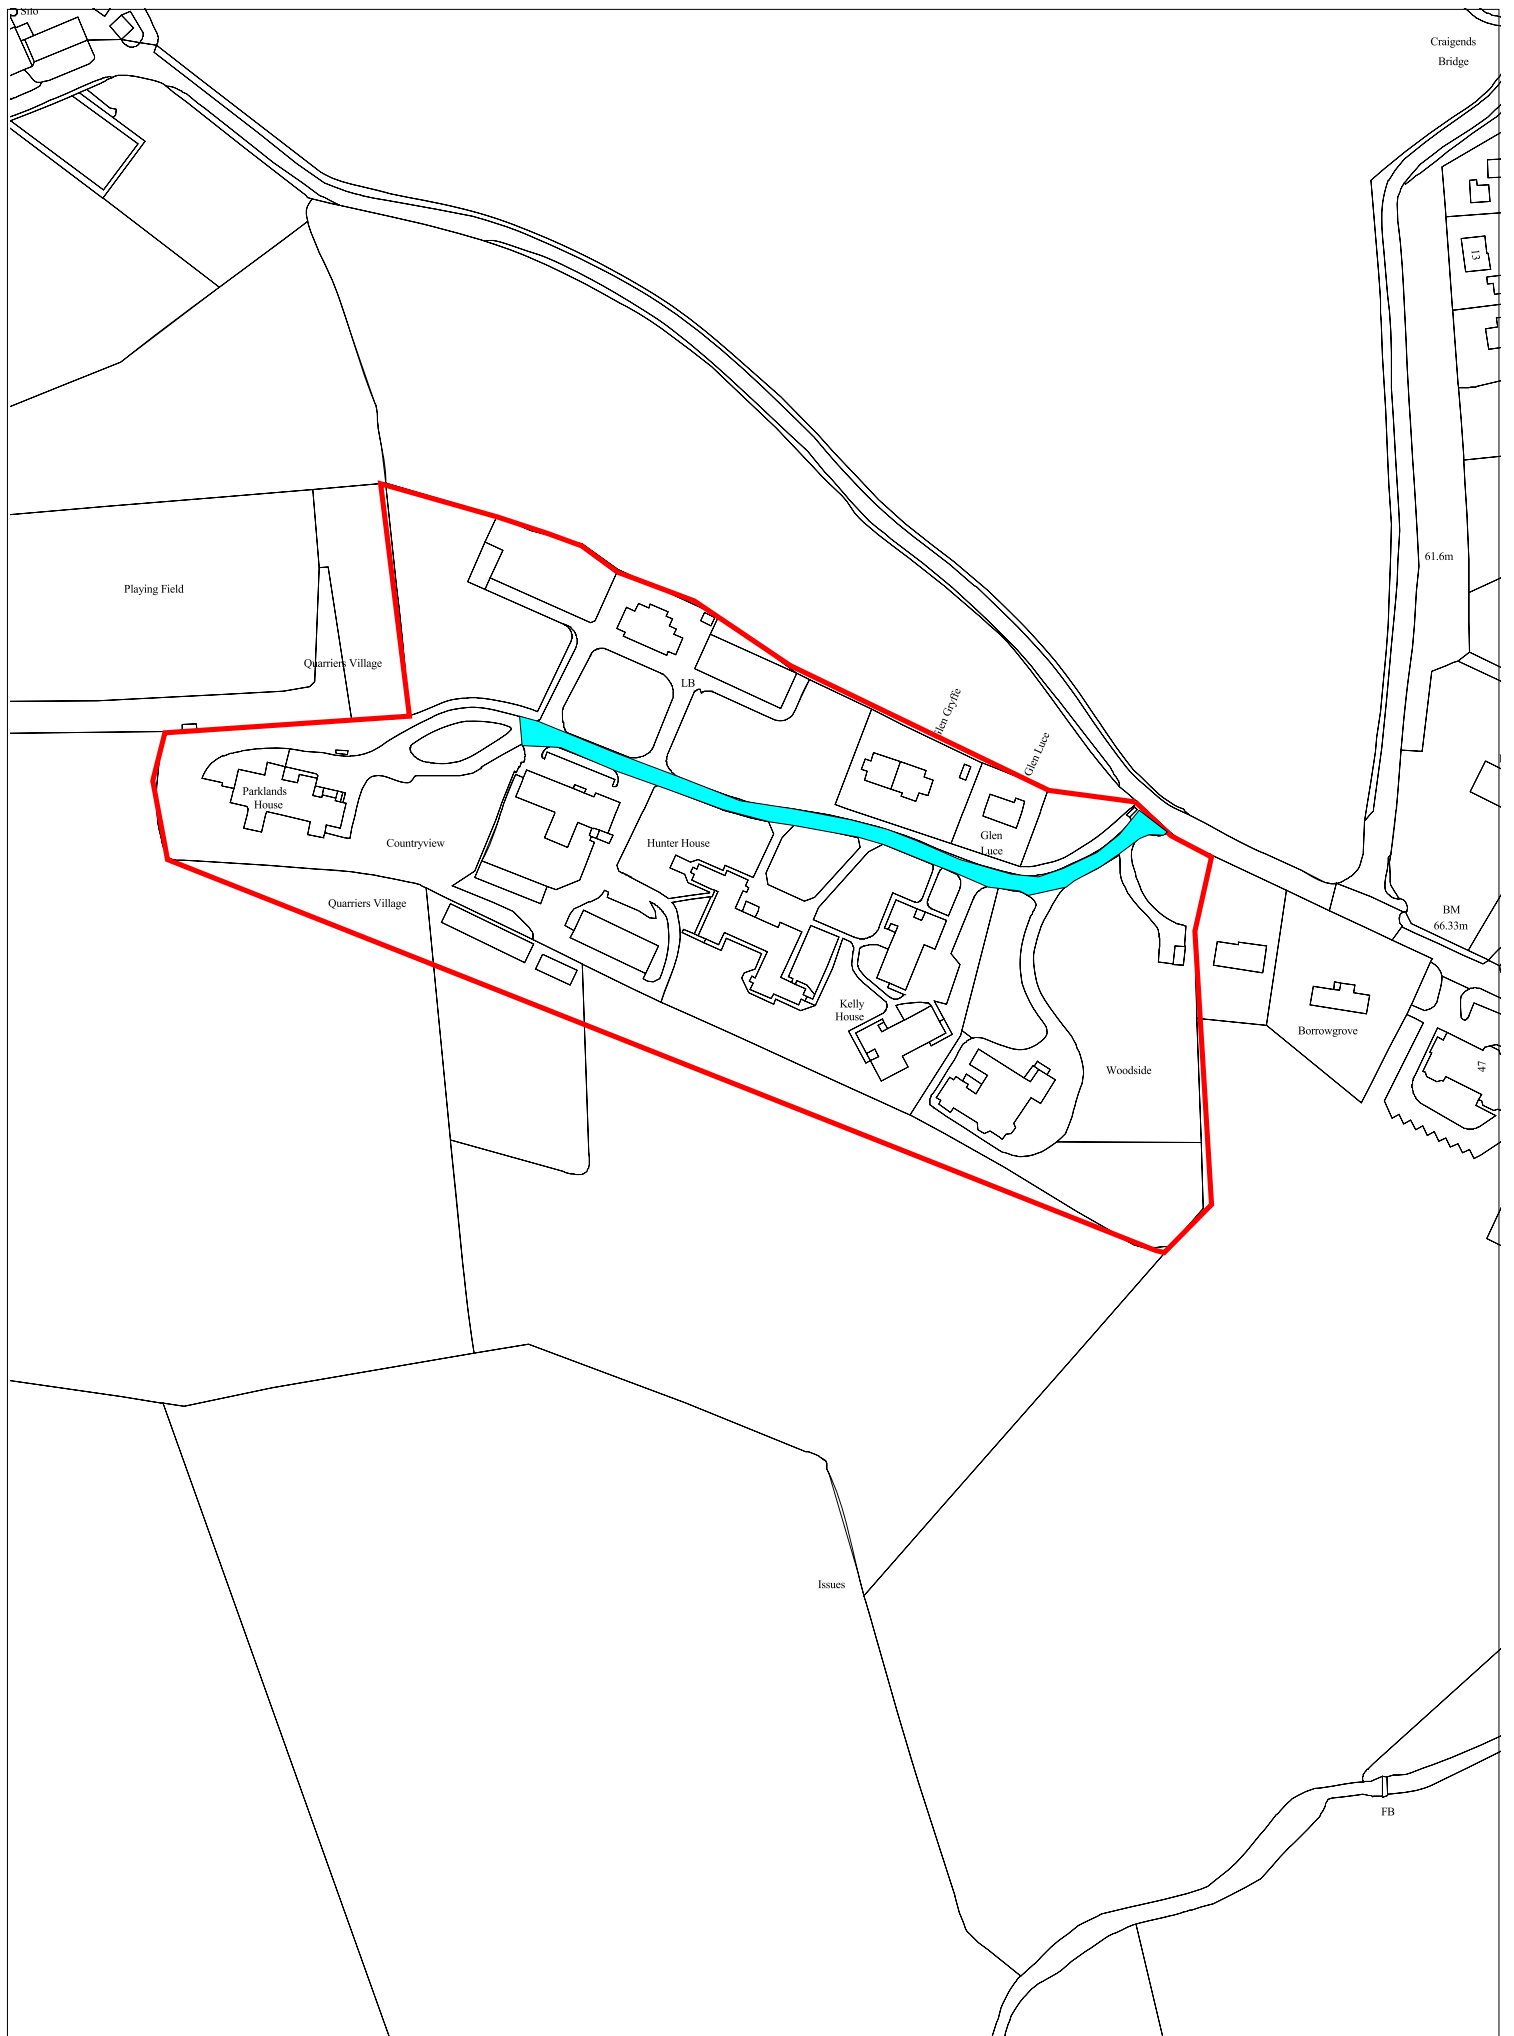 Silo
Craigends
Bridge
13
61.6m
Playing Field
Quarriers Village
LB
Glen Gryffe
Glen Luce
Parklands
House
Countryview
Hunter House
Glen
Luce
Quarriers Village
BM
66.33m
Kelly
House
Borrowgrove
Woodside
47
Issues
FB